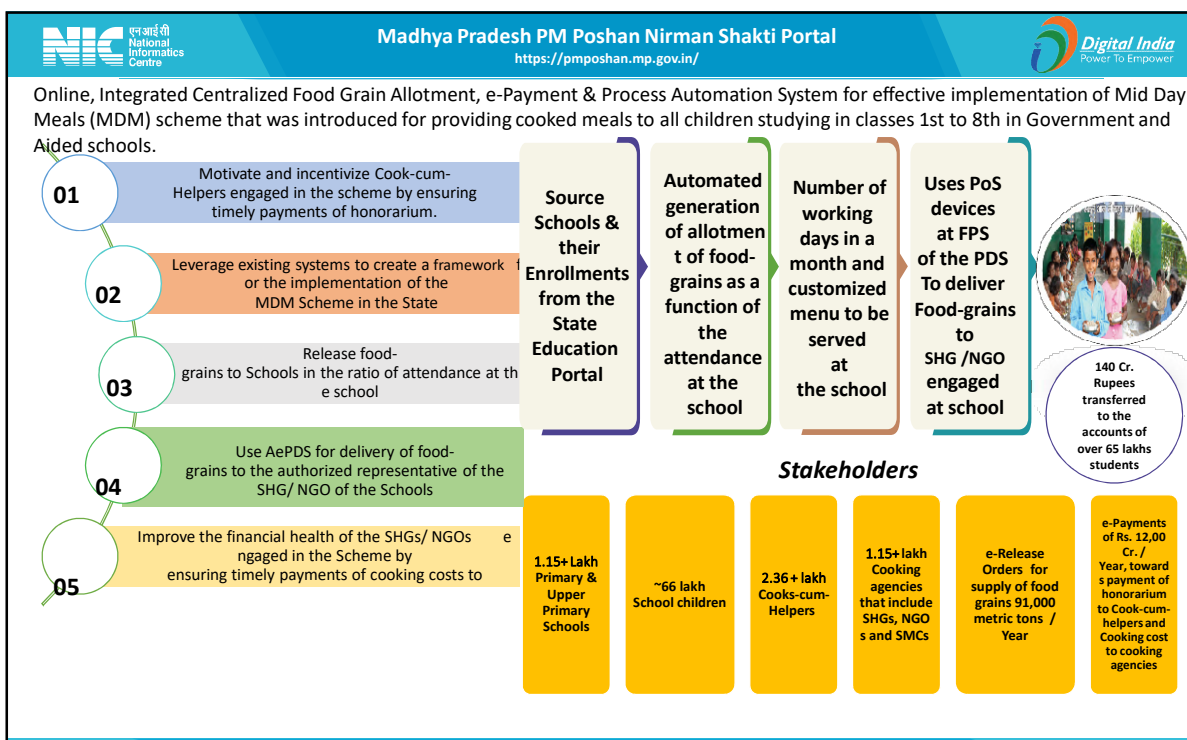 NIC
एन आई सी
National
Informatics
Centre
Madhya Pradesh PM Poshan Nirman Shakti Portal
https://pmposhan.mp.gov.in/
Digital India
Power To Empower
Online, Integrated Centralized Food Grain Allotment, e-Payment & Process Automation System for effective implementation of Mid Day
Meals (MDM) scheme that was introduced for providing cooked meals to all children studying in classes 1st to 8th in Government and
Aided schools.
01
Motivate and incentivize Cook-cum-
Helpers engaged in the scheme by ensuring
timely payments of honorarium.
02
Leverage existing systems to create a framework f
or the implementation of the
MDM Scheme in the State
03
Release food-
grains to Schools in the ratio of attendance at th
e school
04
Use AePDS for delivery of food-
grains to the authorized representative of the
SHG/ NGO of the Schools
05
Improve the financial health of the SHGs/ NGOs e
ngaged in the Scheme by
ensuring timely payments of cooking costs to
Source
Schools &
their
Enrollments
from the
State
Education
Portal
Automated
generation
of allotmen
t of food-
grains as a
function of
the
attendance
at the
school
Number of
working
days in a
month and
customized
menu to be
served
at
the school
Uses PoS
devices
at FPS
of the PDS
To deliver
Food-grains
to
SHG /NGO
engaged
at school
140 Cr.
Rupees
transferred
to the
accounts of
over 65 lakhs
students
Stakeholders
1.15+ Lakh
Primary &
Upper
Primary
Schools
~66 lakh
School children
2.36 + lakh
Cooks-cum-
Helpers
1.15+ lakh
Cooking
agencies
that include
SHGs, NGO
s and SMCs
e-Release
Orders for
supply of food
grains 91,000
metric tons /
Year
e-Payments
of Rs. 12,00
Cr. /
Year, toward
s payment of
honorarium
to Cook-cum-
helpers and
Cooking cost
to cooking
agencies